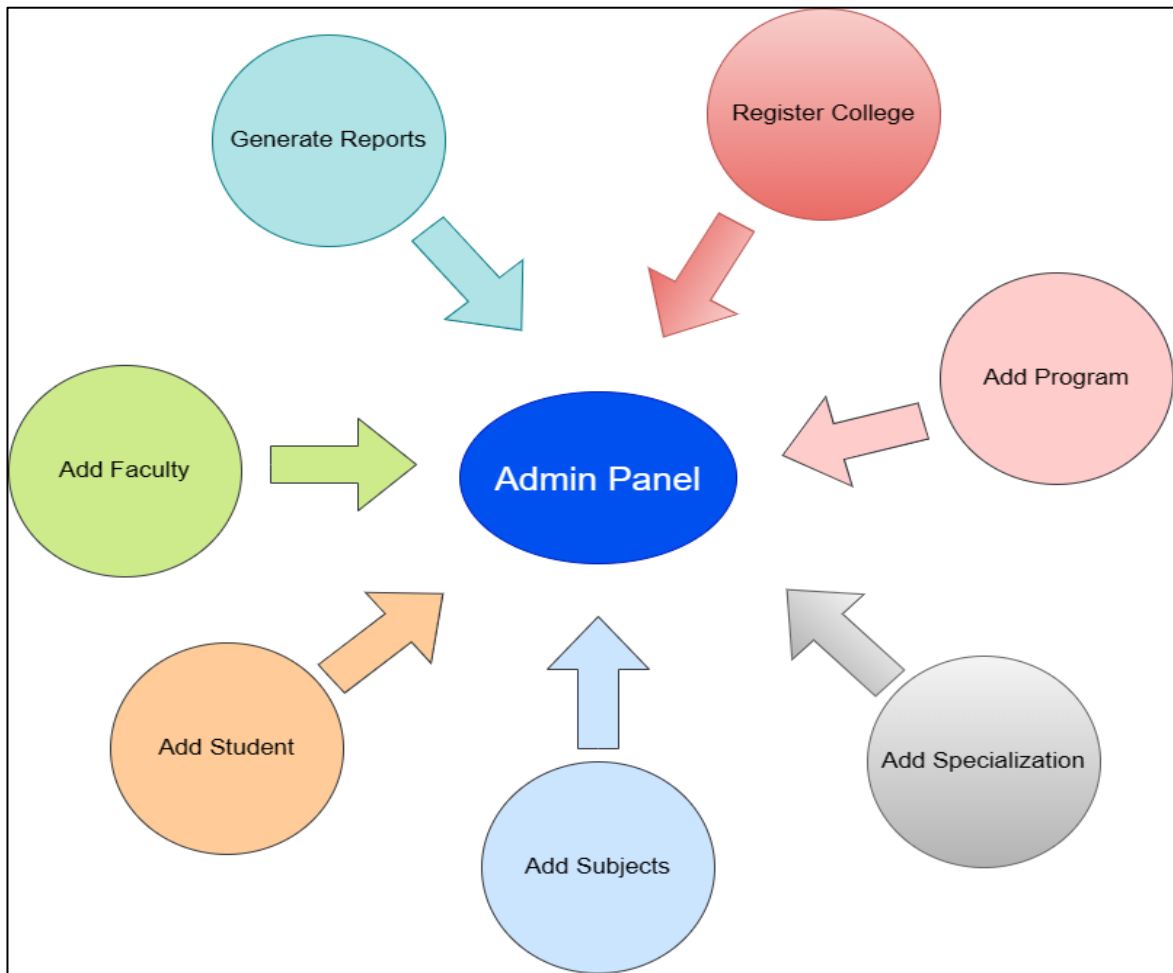 Register College
Generate Reports
Add Program
Add Faculty
Admin Panel
Add Student
Add Specialization
Add Subjects